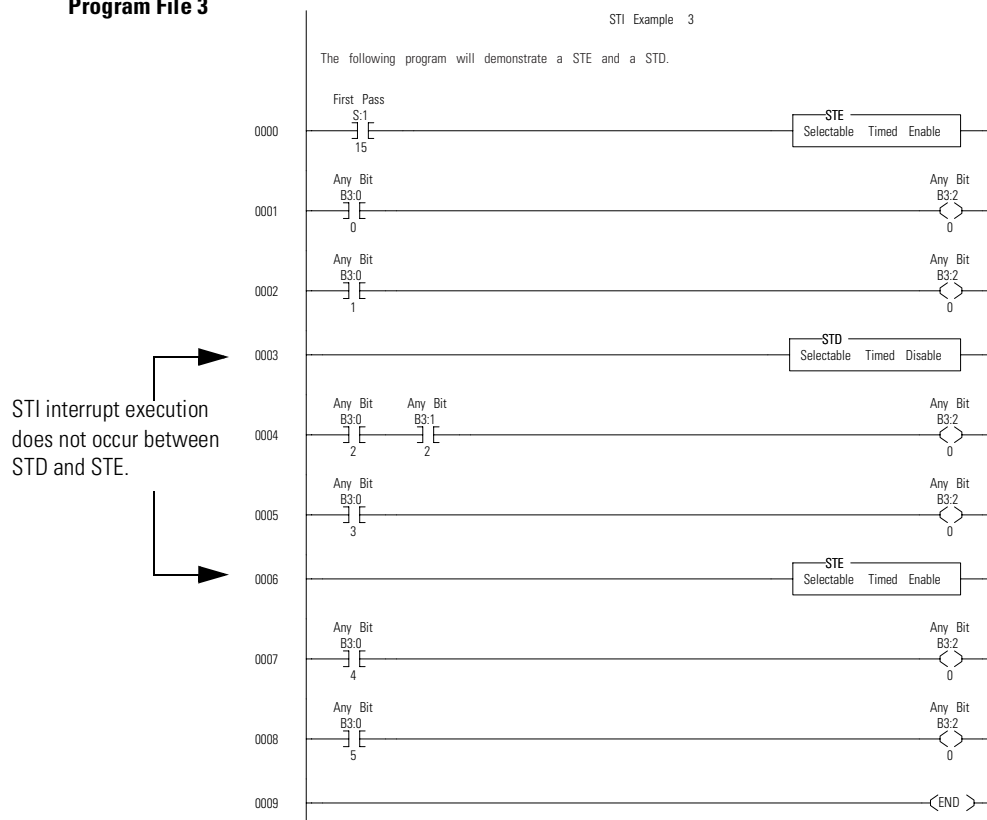 Program File 3
STI Example 3
The following program will demonstrate a STE and a STD.
First Pass
S:1
15
0000
STE
Selectable Timed Enable
Any Bit
B3:0
0
0001
Any Bit
B3:2
0
Any Bit
B3:0
1
0002
Any Bit
B3:2
0
0003
STD
Selectable Timed Disable
STI interrupt execution
does not occur between
STD and STE.
Any Bit
B3:0
2
Any Bit
B3:1
2
0004
Any Bit
B3:2
0
Any Bit
B3:0
3
0005
Any Bit
B3:2
0
0006
STE
Selectable Timed Enable
Any Bit
B3:0
4
0007
Any Bit
B3:2
0
Any Bit
B3:0
5
0008
Any Bit
B3:2
0
0009
END